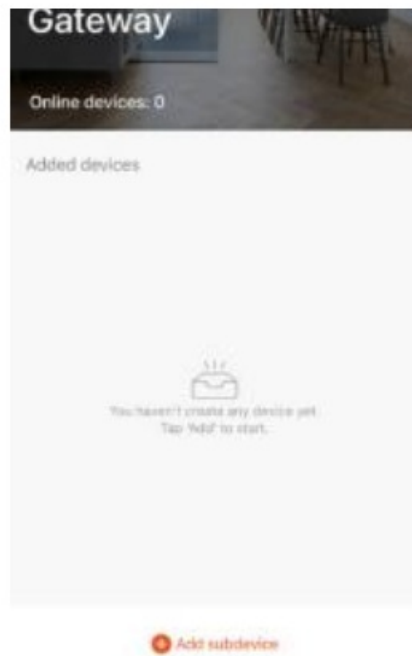 Gateway
Online devices: 0
Added devices
You haven't create any device yet.
Tap 'Add' to start.
Add subdevice